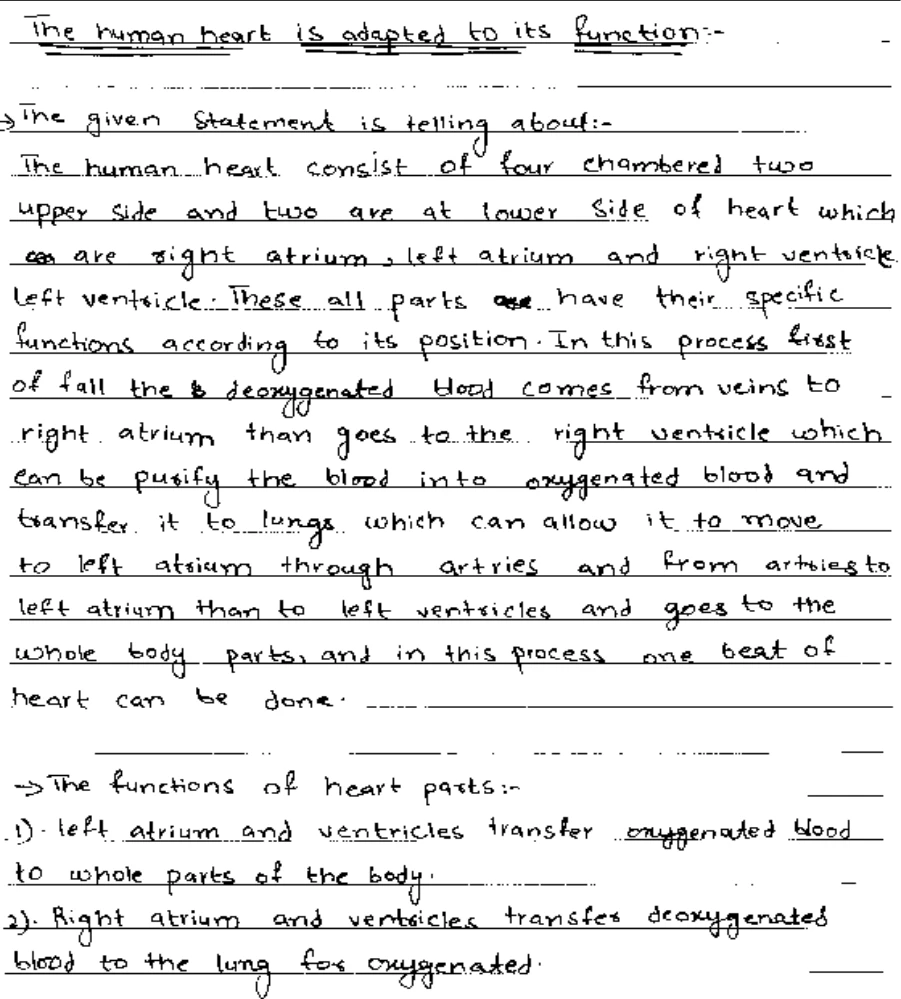 The human heart is adapted to its function:-
→ The given statement is telling about:-
The human heart consist of four chambered two
upper side and two are at lower side of heart which
are right atrium, left atrium and right ventricle
left ventricle. These all parts have their specific
functions according to its position. In this process first
of fall the deoxygenated blood comes from veins to
right atrium than goes to the right ventricle which
can be purify the blood into oxygenated blood and
transfer it to lungs which can allow it to move
to left atrium through artries and from artries to
left atrium than to left ventricles and goes to the
whole body parts, and in this process one beat of
heart can be done.
→ The functions of heart parts:-
1). left atrium and ventricles transfer oxygenated blood
to whole parts of the body.
2). Right atrium and ventricles transfer deoxygenated
blood to the lung for oxygenated.